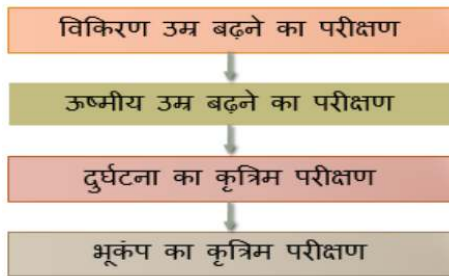 विकिरण उम्र बढ़ने का परीक्षण
ऊष्मीय उम्र बढ़ने का परीक्षण
दुर्घटना का कृत्रिम परीक्षण
भूकंप का कृत्रिम परीक्षण